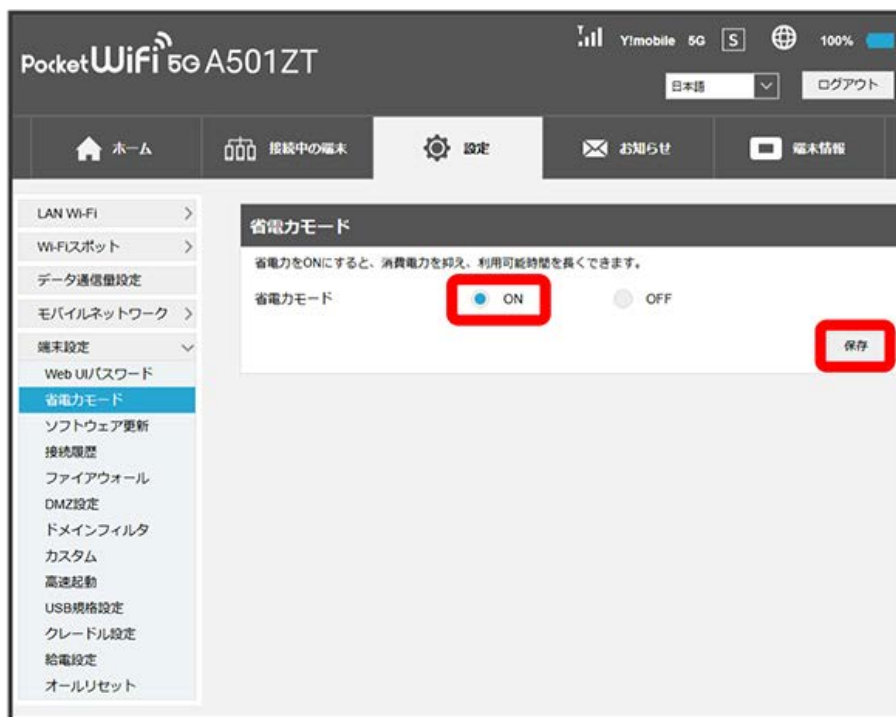 Pocket WiFi 5G A501ZT
Y!mobile 5G S 100%
日本語
ログアウト
ホーム
接続中の端末
設定
お知らせ
端末情報
LAN Wi-Fi
Wi-Fiスポット
データ通信量設定
モバイルネットワーク
端末設定
Web UIパスワード
省電力モード
ソフトウェア更新
接続履歴
ファイアウォール
DMZ設定
ドメインフィルタ
カスタム
高速起動
USB規格設定
クレードル設定
給電設定
オールリセット
省電力モード
省電力をONにすると、消費電力を抑え、利用可能時間を長くできます。
省電力モード ON OFF
保存